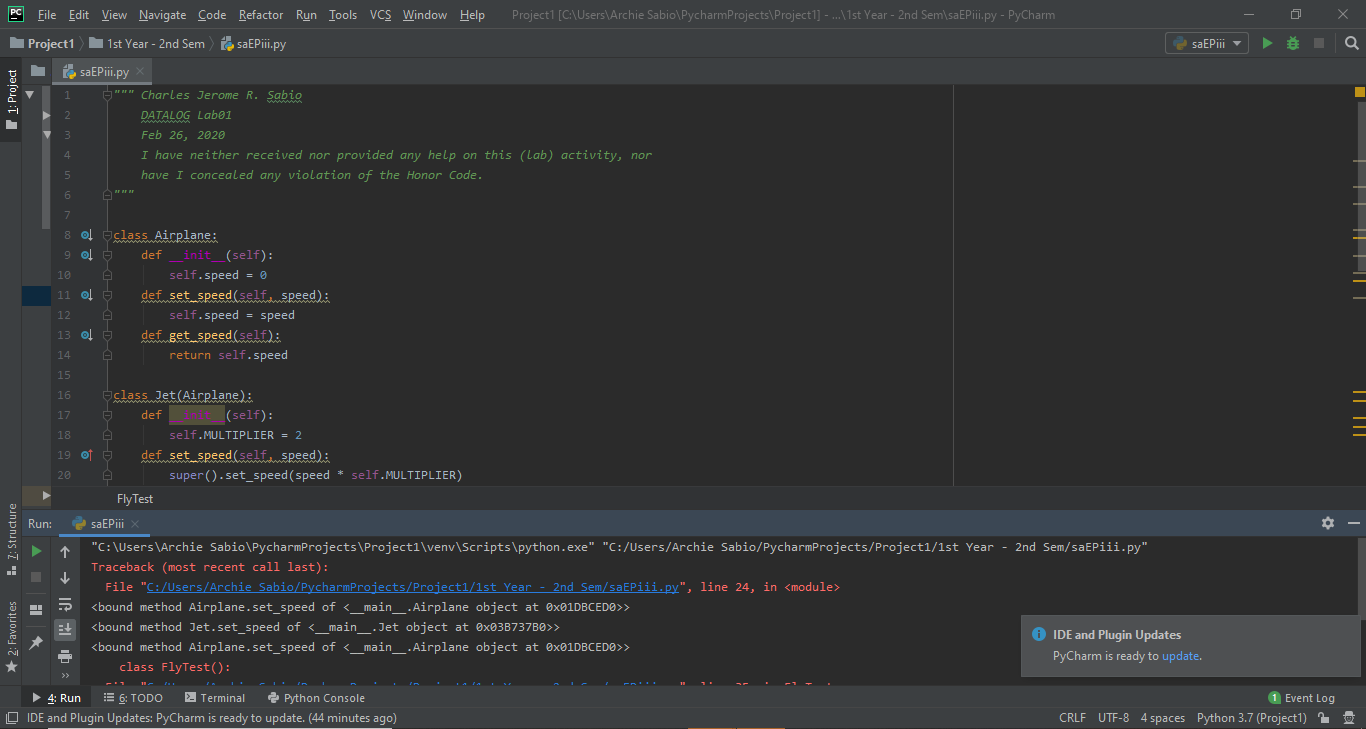 PC File Edit View Navigate Code Refactor Run Tools VCS Window Help Project1 [C:\Users\Archie Sabio\PycharmProjects\Project1] - ...\1st Year - 2nd Sem\saEPiii.py - PyCharm
Project1 1st Year - 2nd Sem saEPiii.py saEPiii
1: Project
saEPiii.py
1 """ Charles Jerome R. Sabio
2 DATALOG Lab01
3 Feb 26, 2020
4 I have neither received nor provided any help on this (lab) activity, nor
5 have I concealed any violation of the Honor Code.
6 """
7
8 class Airplane:
9 def __init__(self):
10 self.speed = 0
11 def set_speed(self, speed):
12 self.speed = speed
13 def get_speed(self):
14 return self.speed
15
16 class Jet(Airplane):
17 def __init__(self):
18 self.MULTIPLIER = 2
19 def set_speed(self, speed):
20 super().set_speed(speed * self.MULTIPLIER)
FlyTest
7: Structure
2: Favorites
Run: saEPiii
"C:\Users\Archie Sabio\PycharmProjects\Project1\venv\Scripts\python.exe" "C:/Users/Archie Sabio/PycharmProjects/Project1/1st Year - 2nd Sem/saEPiii.py"
Traceback (most recent call last):
File "C:/Users/Archie Sabio/PycharmProjects/Project1/1st Year - 2nd Sem/saEPiii.py", line 24, in <module>
<bound method Airplane.set_speed of <__main__.Airplane object at 0x01DBCED0>>
<bound method Jet.set_speed of <__main__.Jet object at 0x03B737B0>>
<bound method Airplane.set_speed of <__main__.Airplane object at 0x01DBCED0>>
class FlyTest():
IDE and Plugin Updates
PyCharm is ready to update.
4: Run 6: TODO Terminal Python Console 1 Event Log
IDE and Plugin Updates: PyCharm is ready to update. (44 minutes ago) CRLF UTF-8 4 spaces Python 3.7 (Project1)